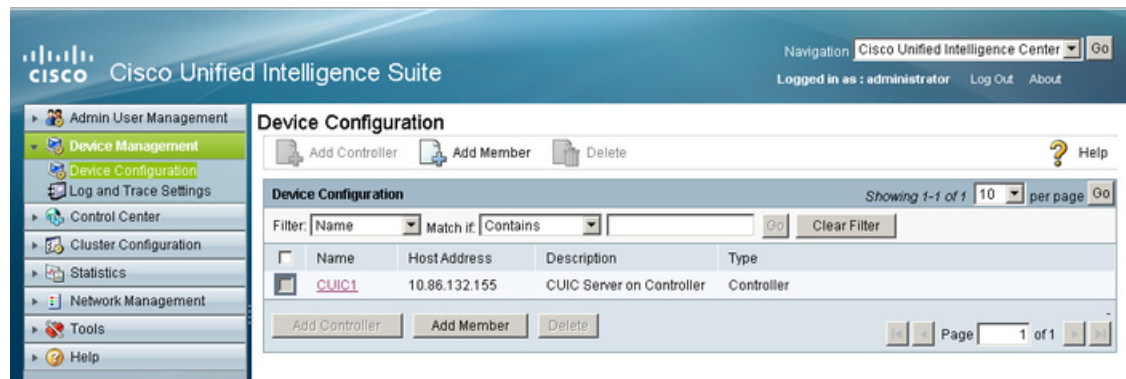 Navigation Cisco Unified Intelligence Center Go
CISCO Cisco Unified Intelligence Suite
Logged in as : administrator Log Out About
Admin User Management
Device Management
Device Configuration
Log and Trace Settings
Control Center
Cluster Configuration
Statistics
Network Management
Tools
Help
Device Configuration
Add Controller Add Member Delete Help
Device Configuration Showing 1-1 of 1 10 per page Go
Filter: Name Match if: Contains Go Clear Filter
Name Host Address Description Type
CUIC1 10.86.132.155 CUIC Server on Controller Controller
Add Controller Add Member Delete
Page 1 of 1